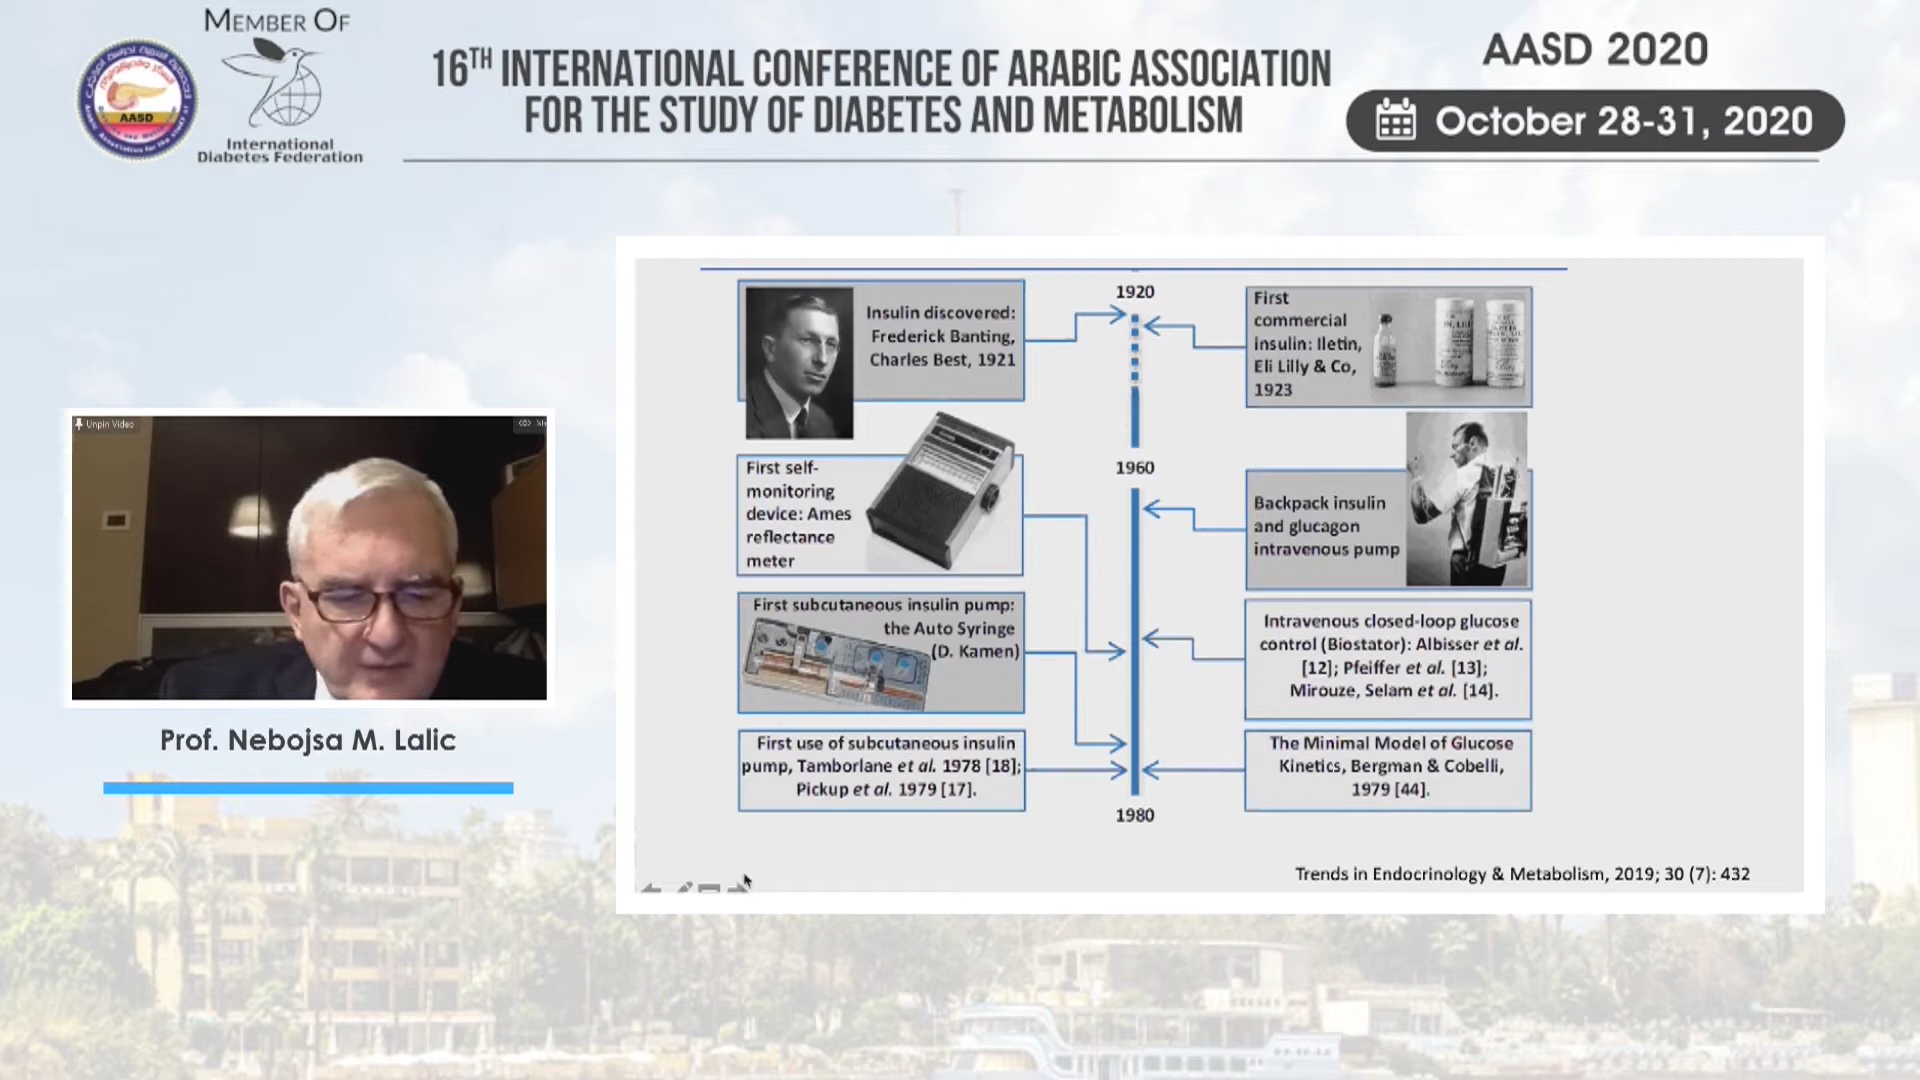 MEMBER OF
AASD
International
Diabetes Federation
16TH INTERNATIONAL CONFERENCE OF ARABIC ASSOCIATION
FOR THE STUDY OF DIABETES AND METABOLISM
AASD 2020
October 28-31, 2020
Unpin Video
Prof. Nebojsa M. Lalic
1920
Insulin discovered:
Frederick Banting,
Charles Best, 1921
First
commercial
insulin: Iletin,
Eli Lilly & Co,
1923
1960
First self-
monitoring
device: Ames
reflectance
meter
Backpack insulin
and glucagon
intravenous pump
First subcutaneous insulin pump:
the Auto Syringe
(D. Kamen)
Intravenous closed-loop glucose
control (Biostator): Albisser et al.
[12]; Pfeiffer et al. [13];
Mirouze, Selam et al. [14].
First use of subcutaneous insulin
pump, Tamborlane et al. 1978 [18];
Pickup et al. 1979 [17].
The Minimal Model of Glucose
Kinetics, Bergman & Cobelli,
1979 [44].
1980
Trends in Endocrinology & Metabolism, 2019; 30 (7): 432